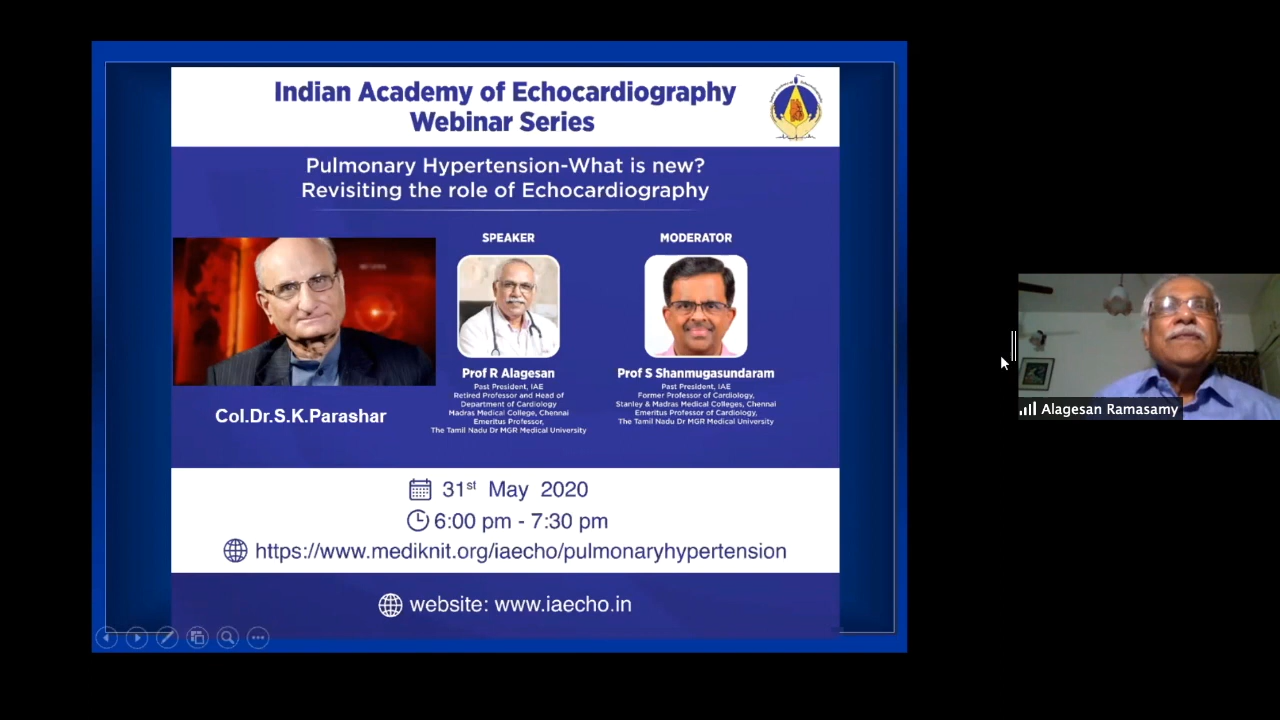 Indian Academy of Echocardiography
Webinar Series
Pulmonary Hypertension-What is new?
Revisiting the role of Echocardiography
Col.Dr.S.K.Parashar
SPEAKER
Prof R Alagesan
Past President, IAE
Retired Professor and Head of
Department of Cardiology
Madras Medical College, Chennai
Emeritus Professor,
The Tamil Nadu Dr MGR Medical University
MODERATOR
Prof S Shanmugasundaram
Past President, IAE
Former Professor of Cardiology,
Stanley & Madras Medical Colleges, Chennai
Emeritus Professor of Cardiology,
The Tamil Nadu Dr MGR Medical University
31st May 2020
6:00 pm - 7:30 pm
https://www.mediknit.org/iaecho/pulmonaryhypertension
website: www.iaecho.in
Alagesan Ramasamy